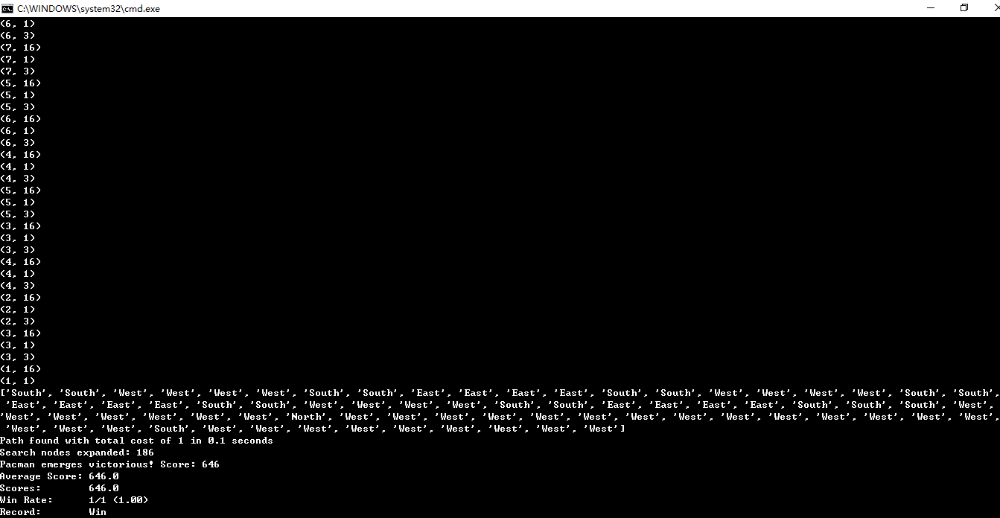 C:\WINDOWS\system32\cmd.exe
(6, 1)
(6, 3)
(7, 16)
(7, 1)
(7, 3)
(5, 16)
(5, 1)
(5, 3)
(6, 16)
(6, 1)
(6, 3)
(4, 16)
(4, 1)
(4, 3)
(5, 16)
(5, 1)
(5, 3)
(3, 16)
(3, 1)
(3, 3)
(4, 16)
(4, 1)
(4, 3)
(2, 16)
(2, 1)
(2, 3)
(3, 16)
(3, 1)
(3, 3)
(1, 16)
(1, 1)
['South', 'South', 'West', 'West', 'West', 'West', 'South', 'South', 'East', 'East', 'East', 'East', 'South', 'South', 'West', 'West', 'West', 'West', 'South', 'South',
'East', 'East', 'East', 'East', 'South', 'South', 'West', 'West', 'West', 'West', 'South', 'South', 'East', 'East', 'East', 'East', 'South', 'South', 'South', 'West',
'West', 'West', 'West', 'West', 'West', 'West', 'North', 'West', 'West', 'West', 'West', 'West', 'West', 'West', 'West', 'West', 'West', 'West', 'West', 'West', 'West',
'West', 'West', 'West', 'South', 'West', 'West', 'West', 'West', 'West', 'West', 'West', 'West', 'West']
Path found with total cost of 1 in 0.1 seconds
Search nodes expanded: 186
Pacman emerges victorious! Score: 646
Average Score: 646.0
Scores:        646.0
Win Rate:      1/1 (1.00)
Record:        Win